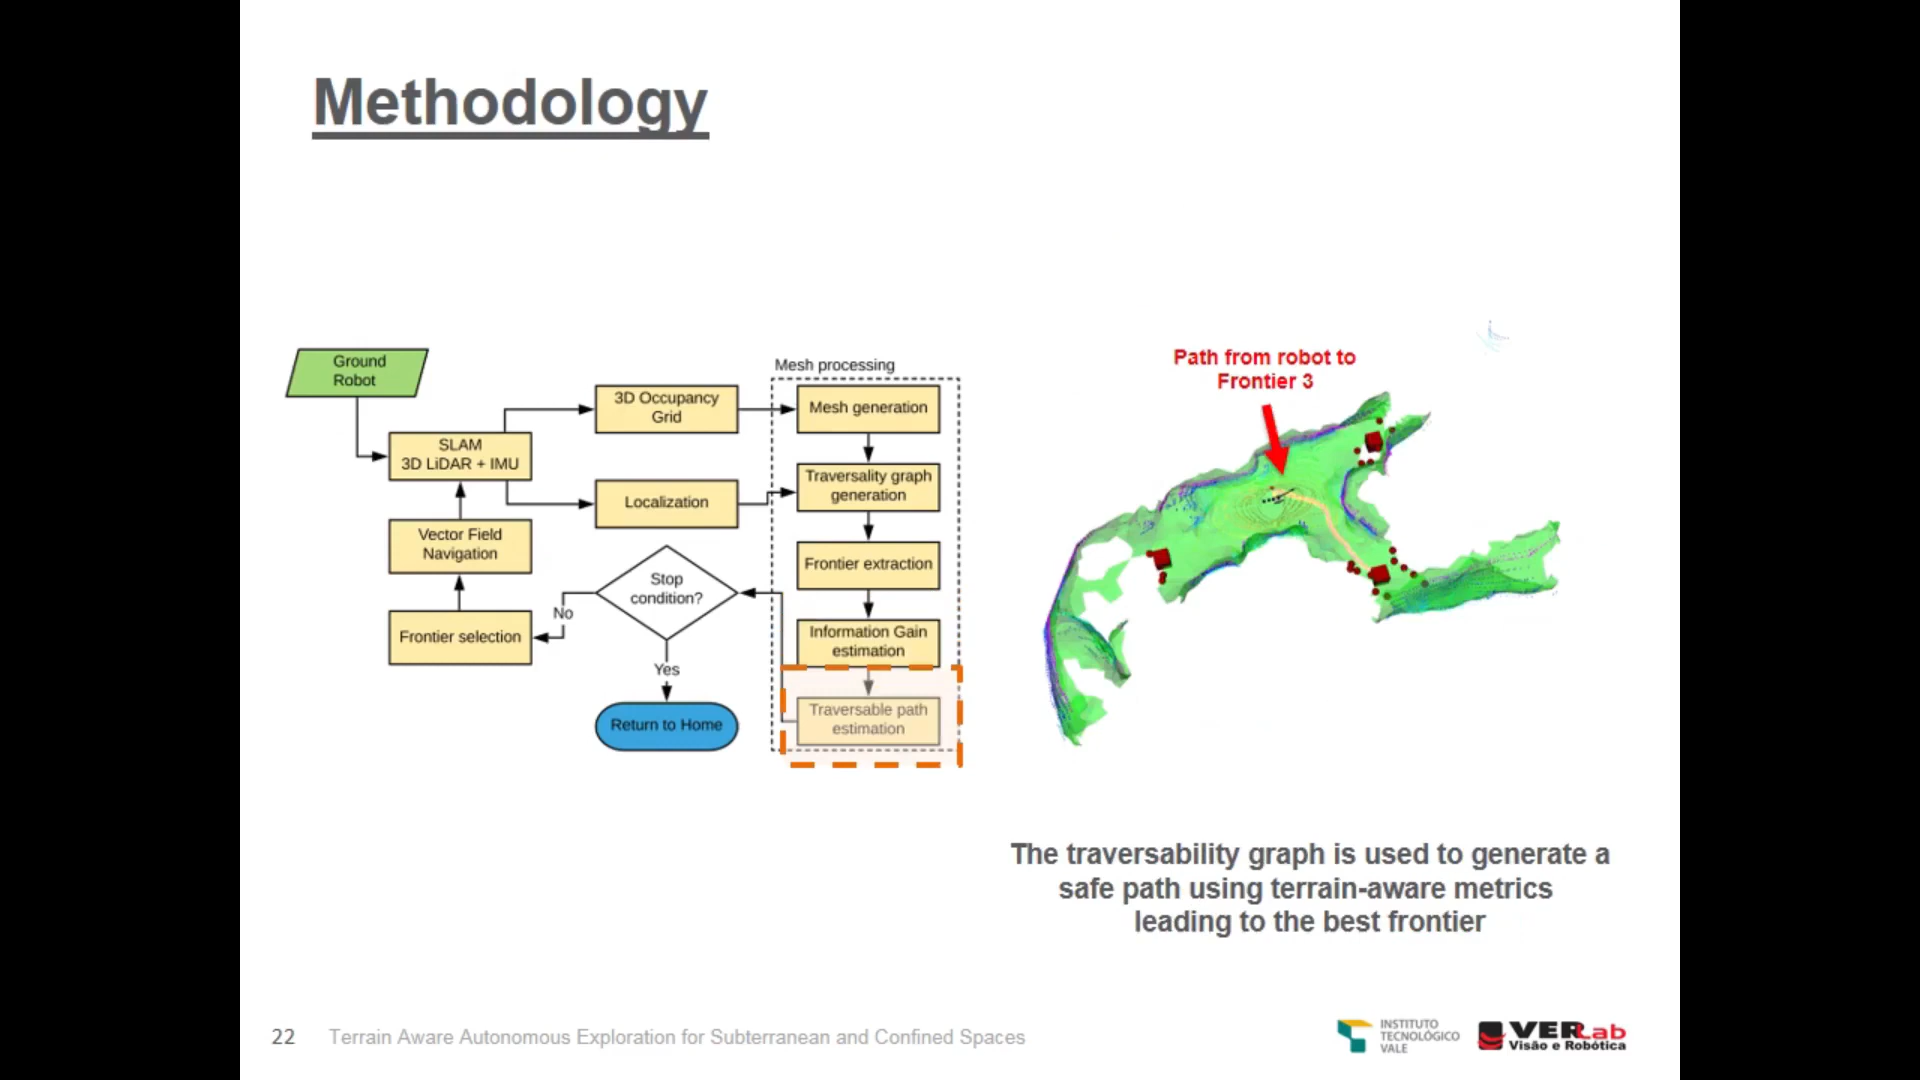 Methodology
Ground
Robot
SLAM
3D LiDAR + IMU
Vector Field
Navigation
Frontier selection
3D Occupancy
Grid
Localization
Stop
condition?
No
Yes
Return to Home
Mesh processing
Mesh generation
Traversality graph
generation
Frontier extraction
Information Gain
estimation
Traversable path
estimation
Path from robot to
Frontier 3
The traversability graph is used to generate a
safe path using terrain-aware metrics
leading to the best frontier
22
Terrain Aware Autonomous Exploration for Subterranean and Confined Spaces
INSTITUTO
TECNOLÓGICO
VALE
VERLab
Visão e Robótica